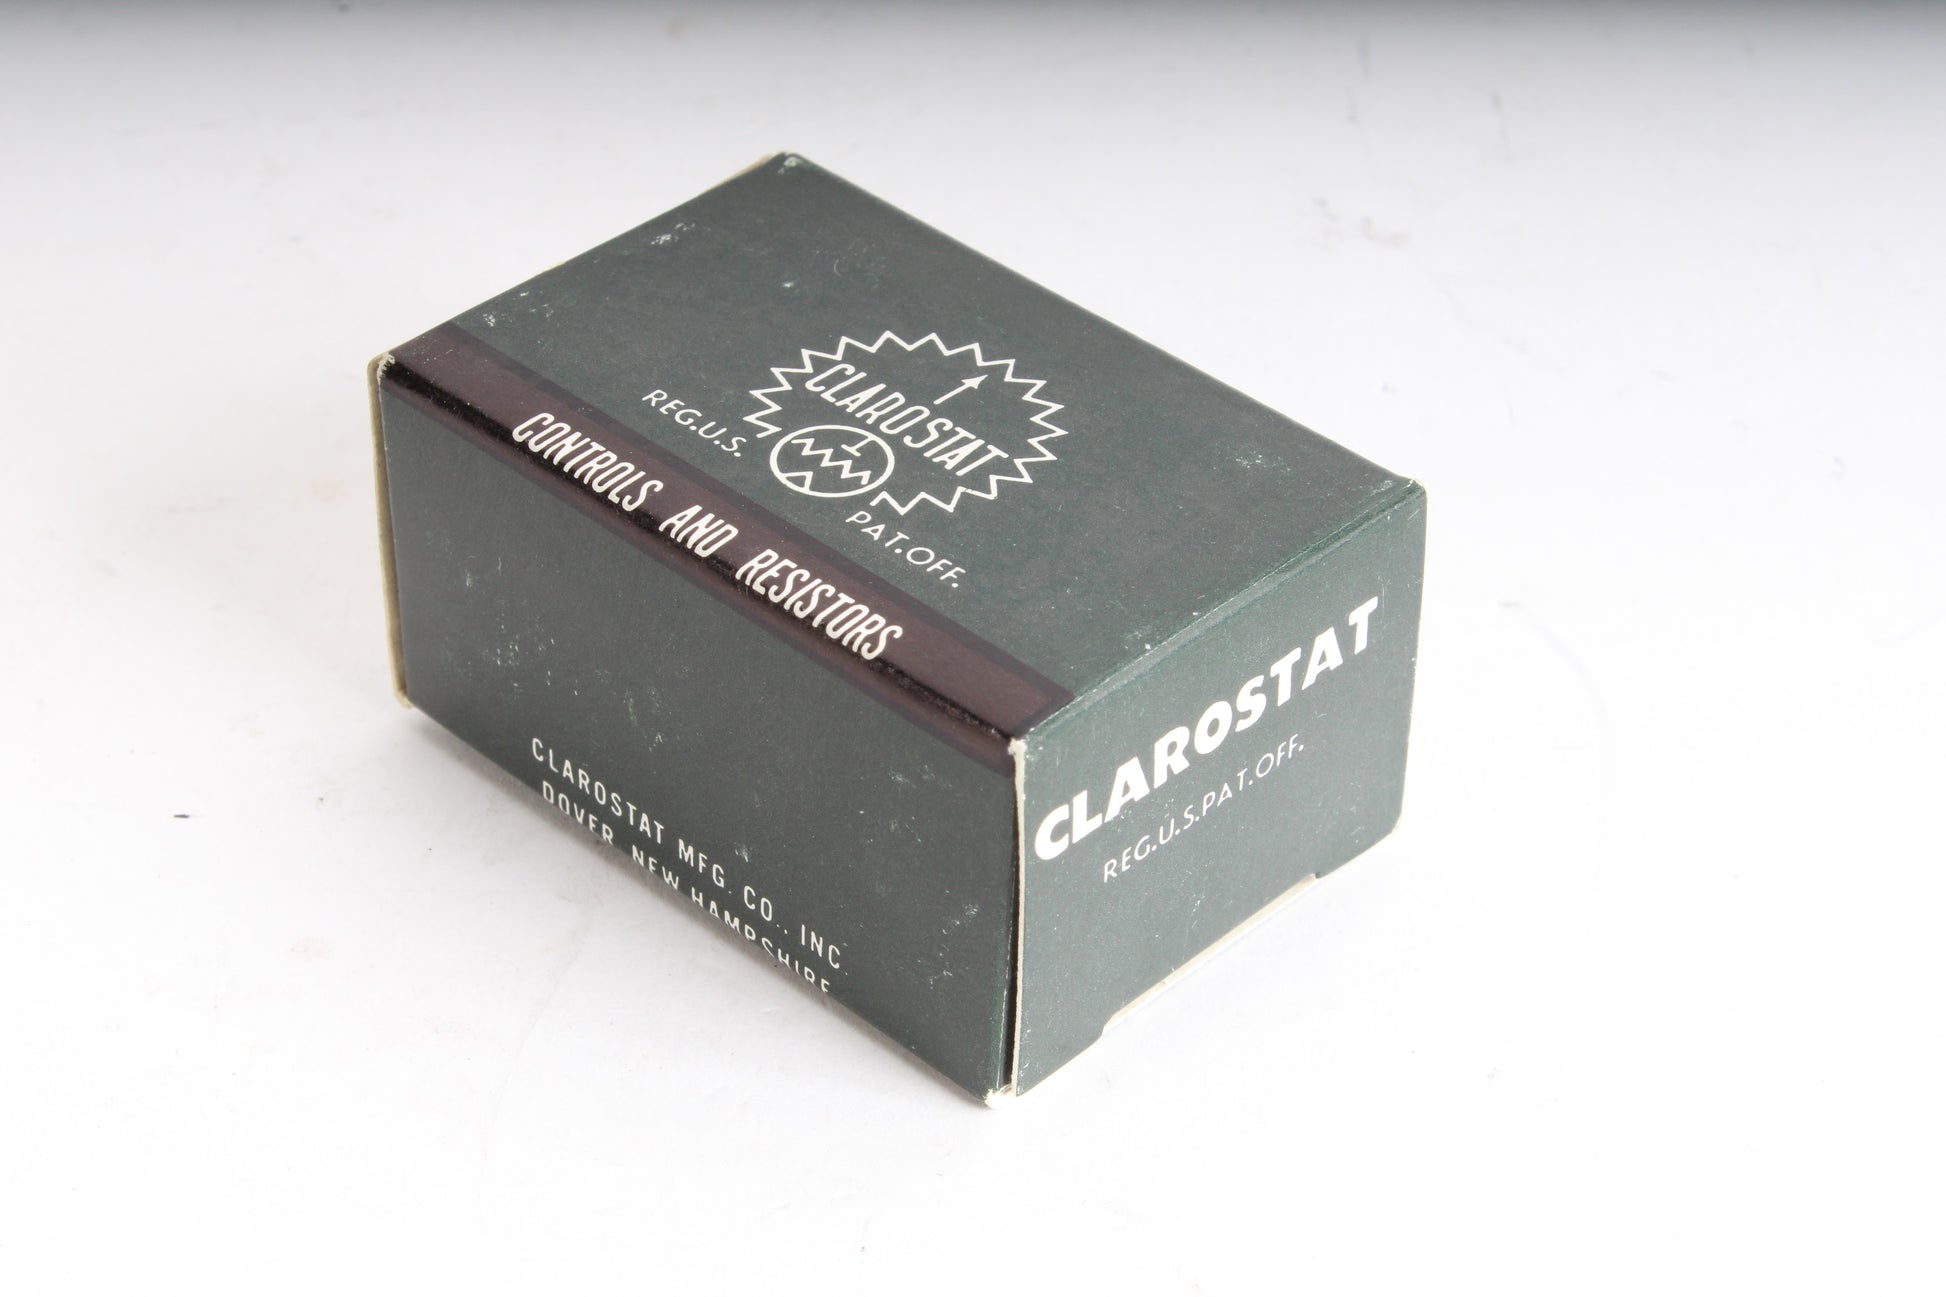 CLAROSTAT
REG.U.S.
PAT.OFF.
CONTROLS AND RESISTORS
CLAROSTAT MFG. CO., INC
DOVER, NEW HAMPSHIRE
CLAROSTAT
REG.U.S.PAT.OFF.